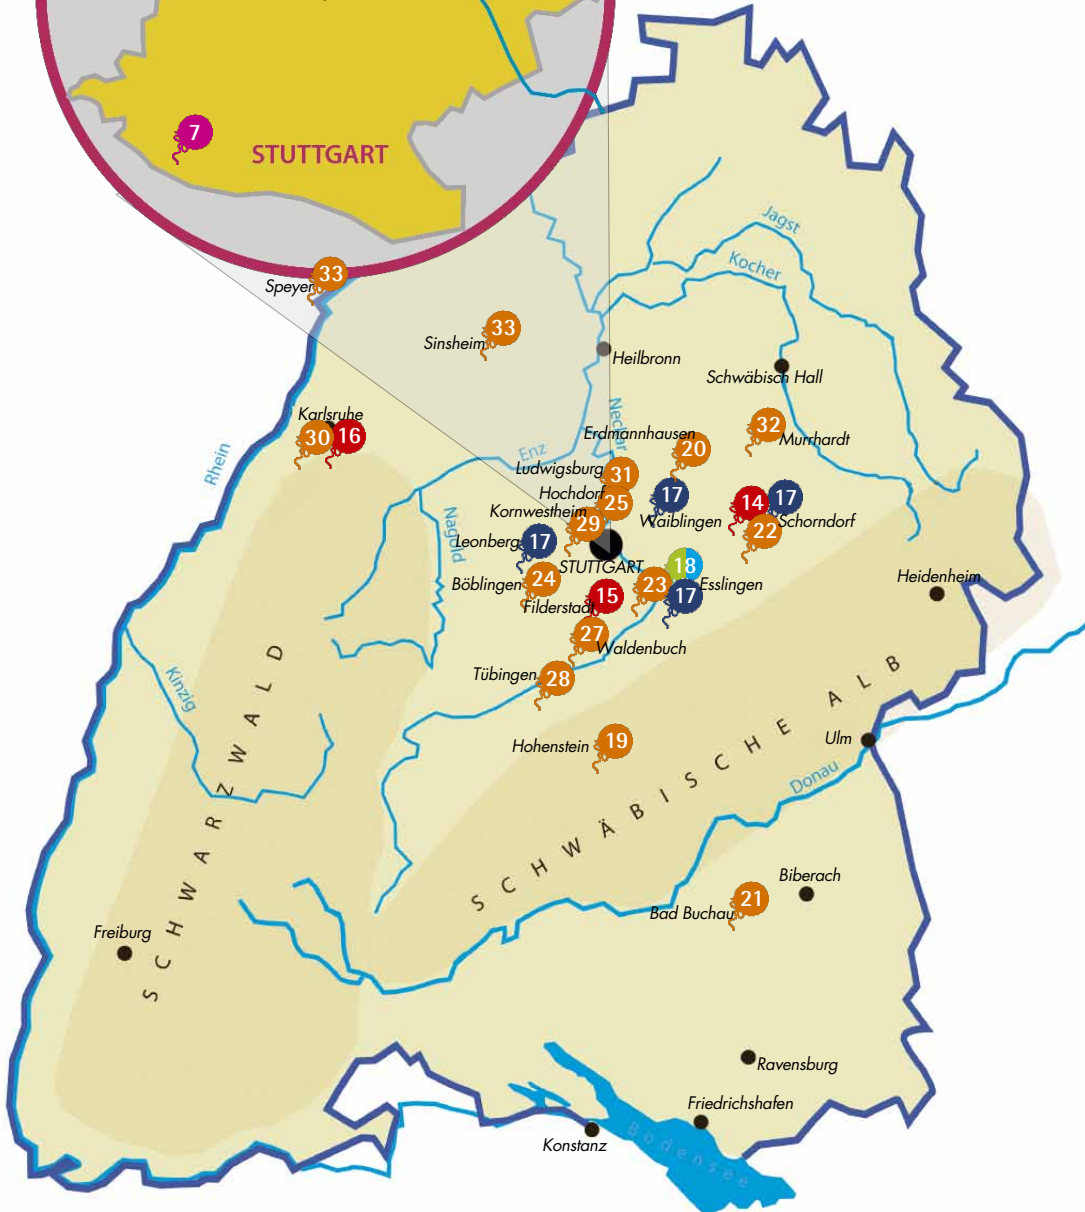 7
STUTTGART
Jagst
Kocher
33
Speyer
33
Sinsheim
Heilbronn
Schwäbisch Hall
Karlsruhe
30
16
Rhein
Neckar
Erdmannhausen
20
32
Murrhardt
Enz
Ludwigsburg
31
Hochdorf
25
17
Waiblingen
14
17
Schorndorf
22
Kornwestheim
29
Nagold
Leonberg
17
STUTTGART
18
Esslingen
Böblingen
24
23
17
Filderstadt
15
Heidenheim
27
Waldenbuch
Tübingen
28
Kinzig
SCHWARZWALD
Hohenstein
19
SCHWÄBISCHE ALB
Ulm
Donau
Biberach
21
Bad Buchau
Freiburg
Ravensburg
Friedrichshafen
Konstanz
Bodensee